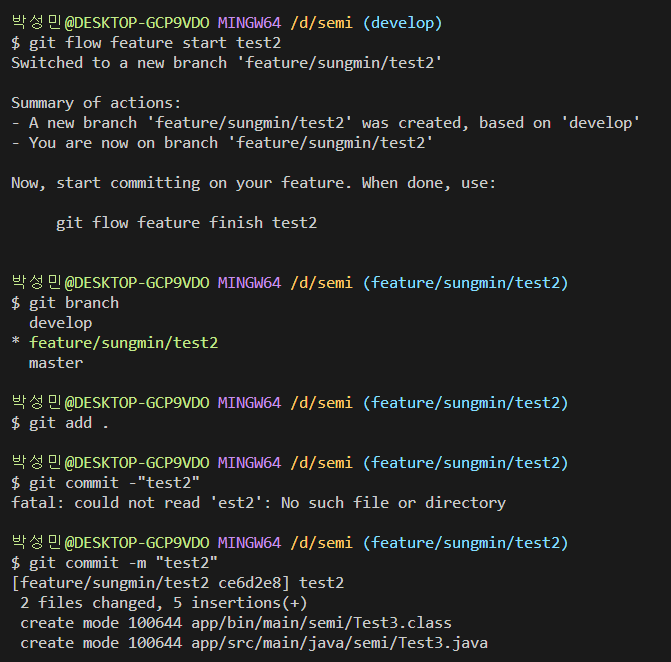 박성민@DESKTOP-GCP9VDO MINGW64 /d/semi (develop)
$ git flow feature start test2
Switched to a new branch 'feature/sungmin/test2'
Summary of actions:
- A new branch 'feature/sungmin/test2' was created, based on 'develop'
- You are now on branch 'feature/sungmin/test2'
Now, start committing on your feature. When done, use:
git flow feature finish test2
박성민@DESKTOP-GCP9VDO MINGW64 /d/semi (feature/sungmin/test2)
$ git branch
develop
* feature/sungmin/test2
master
박성민@DESKTOP-GCP9VDO MINGW64 /d/semi (feature/sungmin/test2)
$ git add .
박성민@DESKTOP-GCP9VDO MINGW64 /d/semi (feature/sungmin/test2)
$ git commit -"test2"
fatal: could not read 'est2': No such file or directory
박성민@DESKTOP-GCP9VDO MINGW64 /d/semi (feature/sungmin/test2)
$ git commit -m "test2"
[feature/sungmin/test2 ce6d2e8] test2
2 files changed, 5 insertions(+)
create mode 100644 app/bin/main/semi/Test3.class
create mode 100644 app/src/main/java/semi/Test3.java